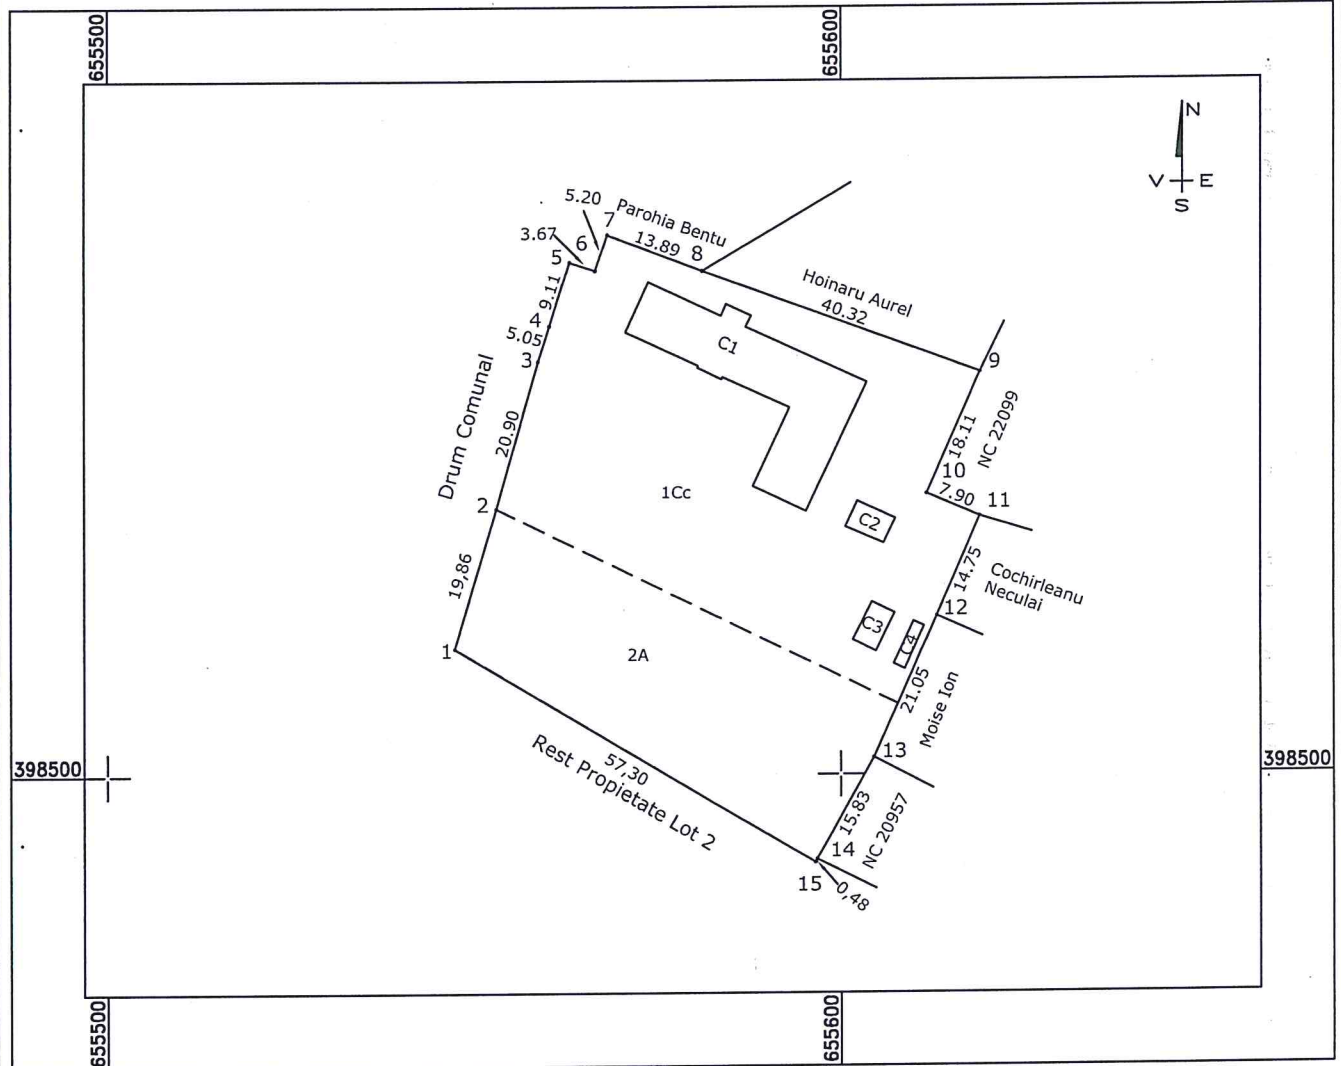 655500
655600
N
V E
S
5.20
7
Parohia Bentu
3.67
6
13.89
8
5
Hoinaru Aurel
40.32
9.11
4
5.05
C1
3
9
Drum Comunal
20.90
18.11
NC 22099
10
7.90
11
1Cc
2
C2
14.75
Cochirleanu
Neculai
19,86
12
C3
C4
1
2A
21.05
Moise Ion
13
Rest Propietate Lot 2
57,30
398500
398500
15.83
NC 20957
14
15
0,48
655500
655600